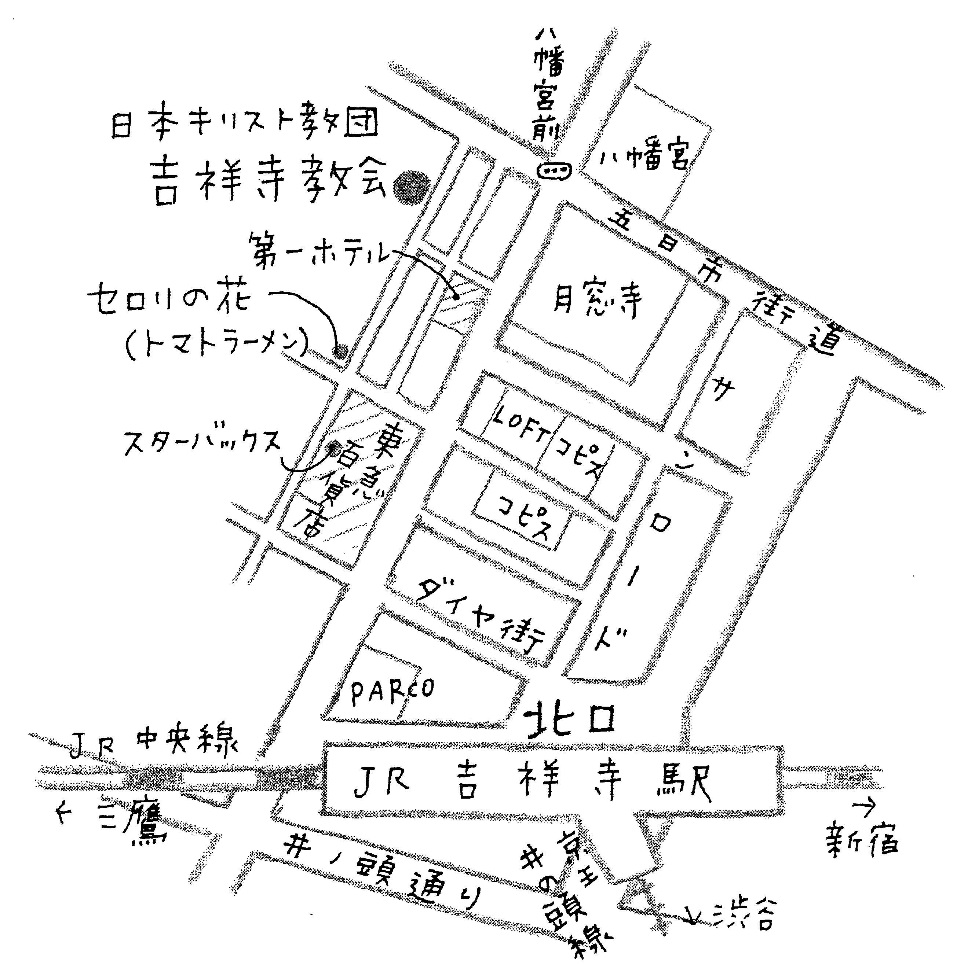 八幡宮前
日本キリスト教団
吉祥寺教会
八幡宮
五日市街道
第一ホテル
月窓寺
セロリの花
(トマトラーメン)
サンロード
LOFT
コピス
スターバックス
東急
百貨店
コピス
ダイヤ街
PARCO
北口
JR 中央線
JR 吉祥寺駅
← 三鷹
→
新宿
井ノ頭通り
京王
井の頭線
↓渋谷